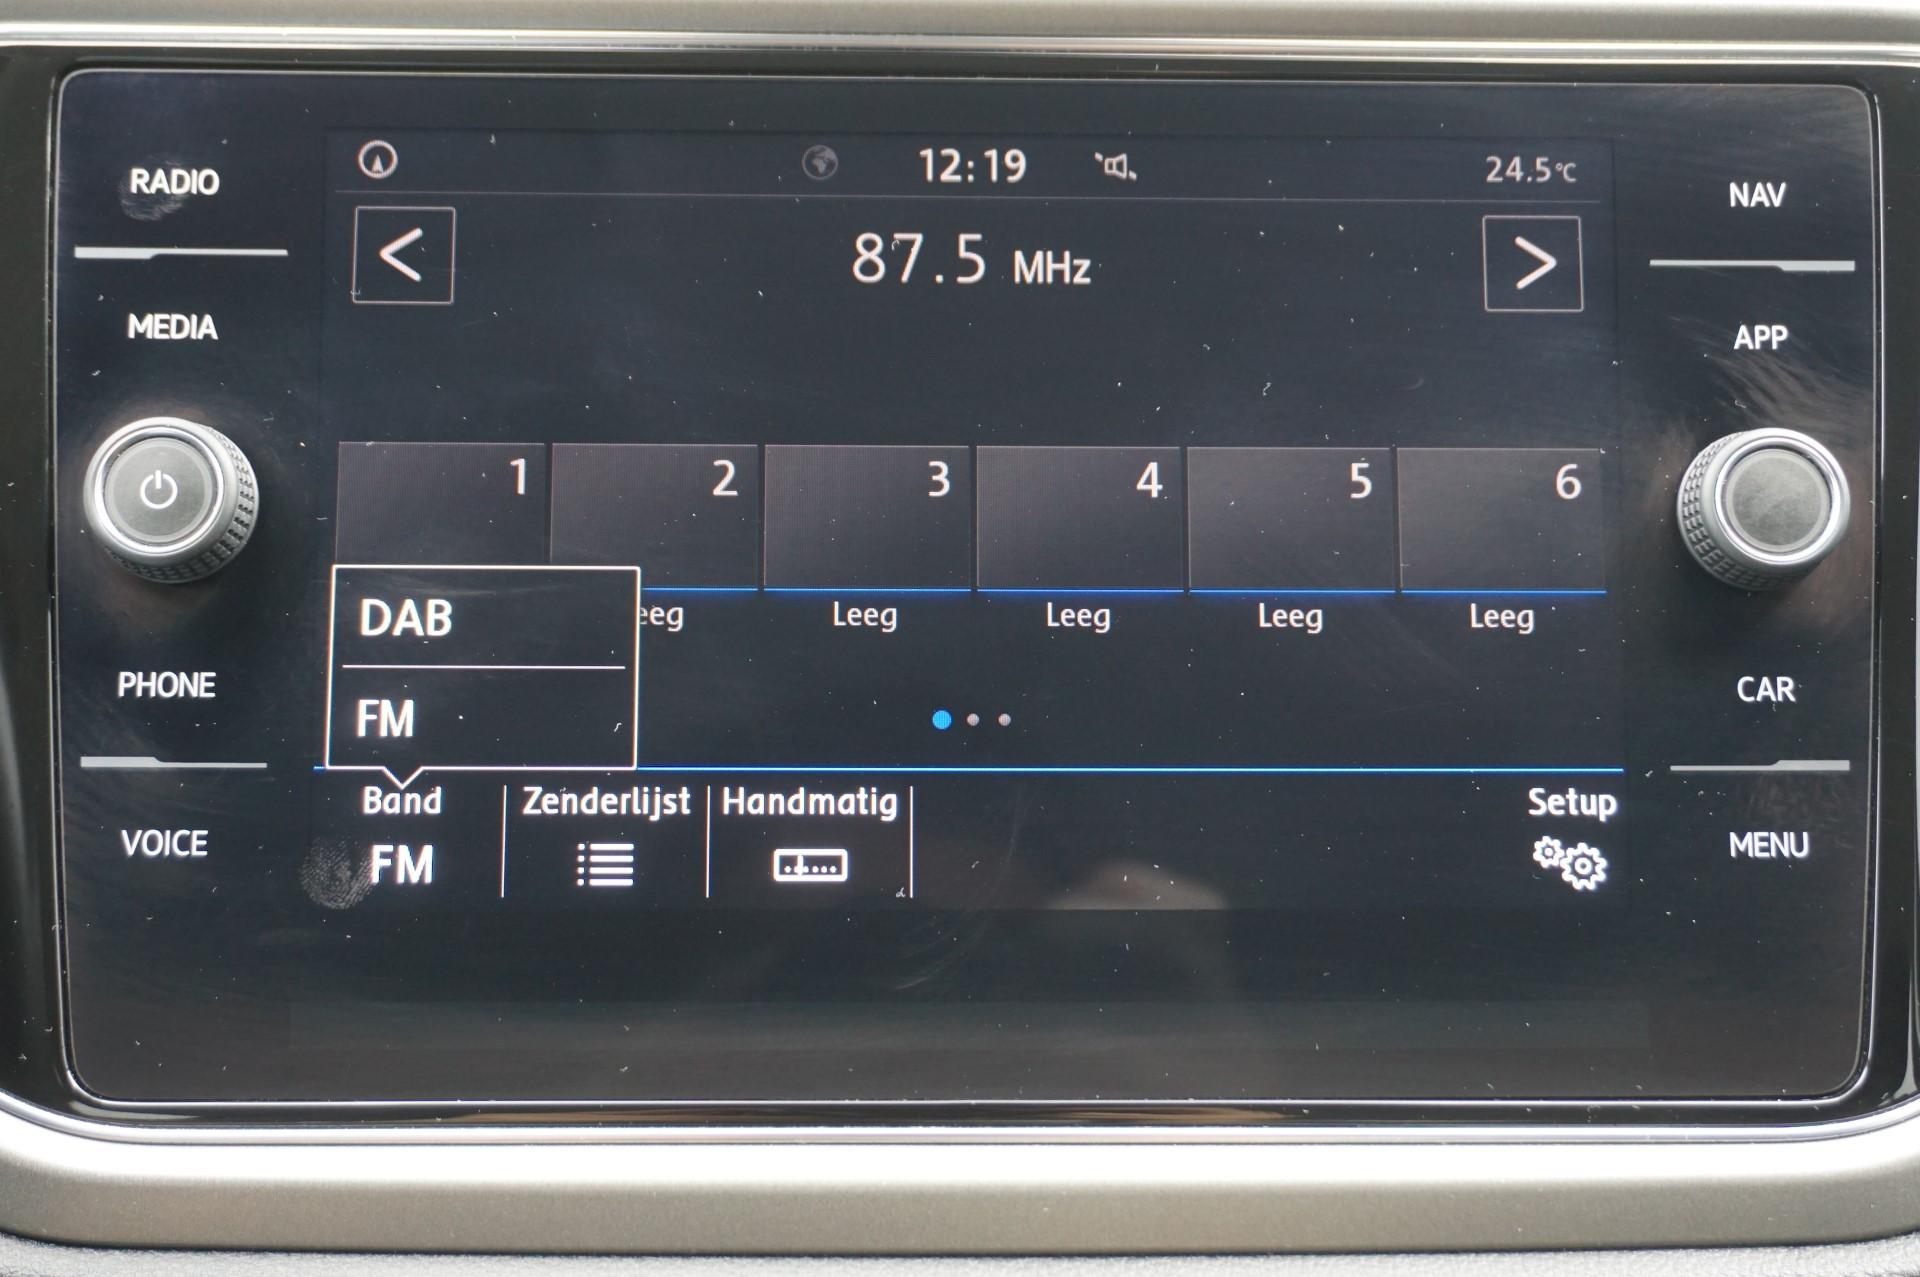 RADIO
MEDIA
PHONE
VOICE
12:19
24.5°C
<
87.5 MHz
>
1
2
3
4
5
6
eeg
Leeg
Leeg
Leeg
Leeg
DAB
FM
Band
FM
Zenderlijst
Handmatig
Setup
NAV
APP
CAR
MENU